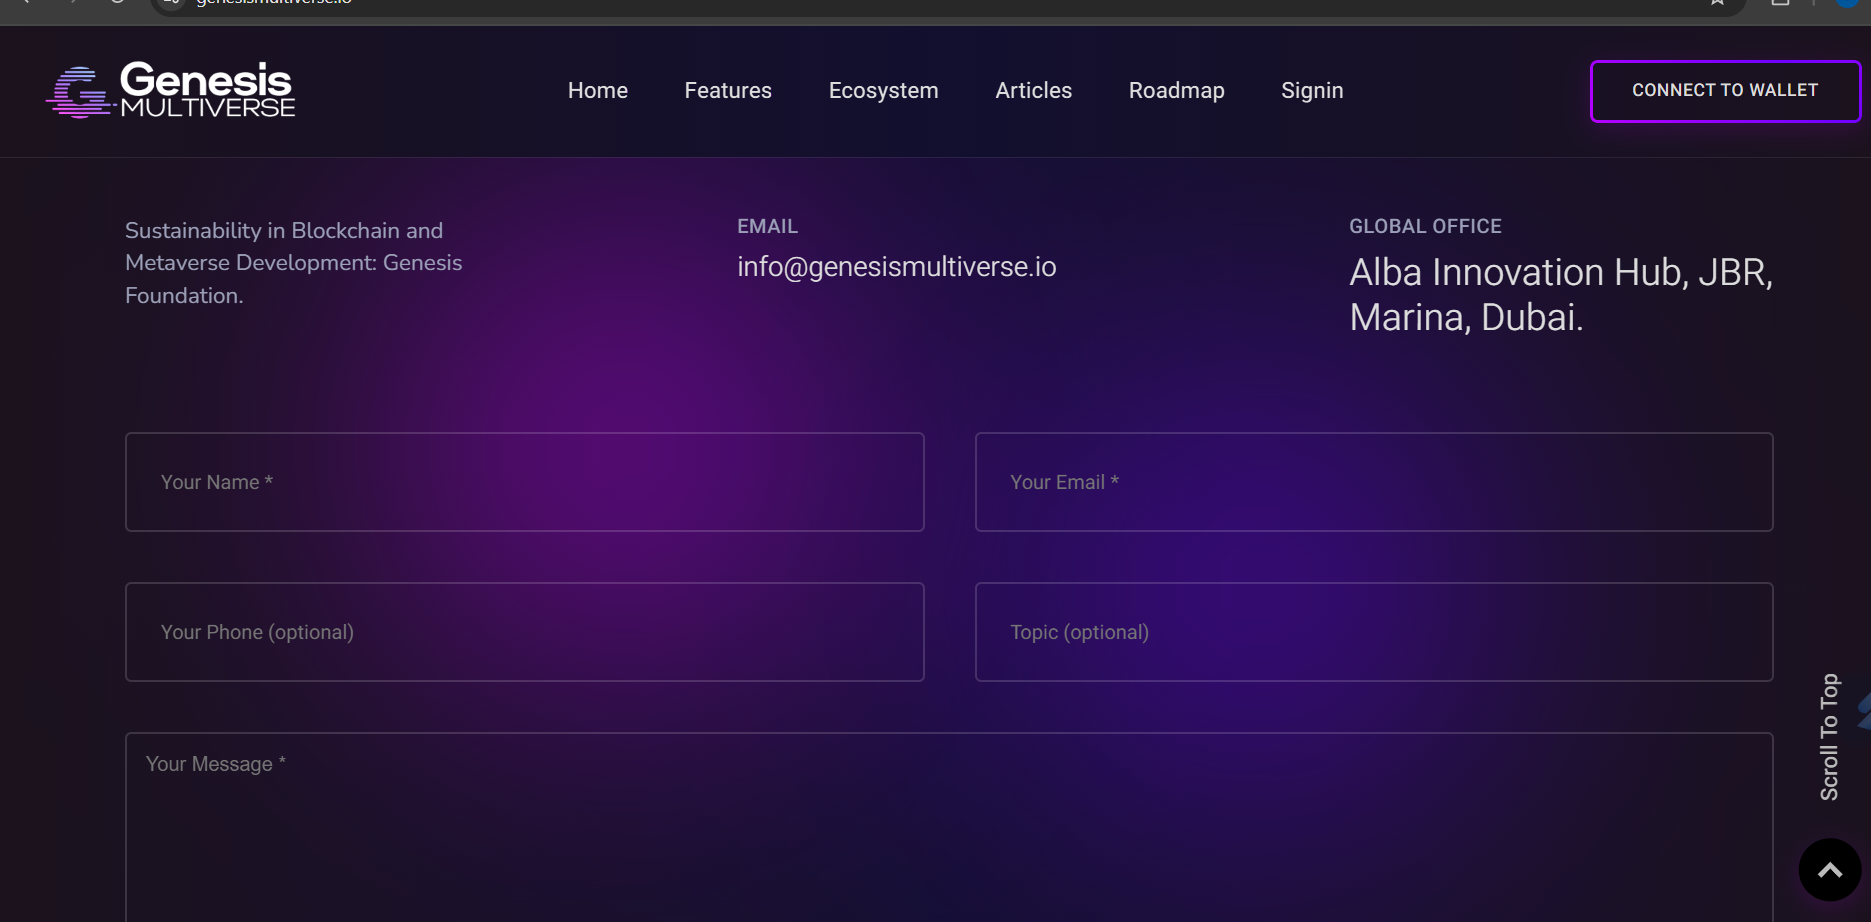 genesismultiverse.io
Genesis
MULTIVERSE
Home
Features
Ecosystem
Articles
Roadmap
Signin
CONNECT TO WALLET
Sustainability in Blockchain and
Metaverse Development: Genesis
Foundation.
EMAIL
info@genesismultiverse.io
GLOBAL OFFICE
Alba Innovation Hub, JBR,
Marina, Dubai.
Your Name *
Your Email *
Your Phone (optional)
Topic (optional)
Your Message *
Scroll To Top